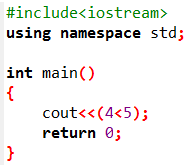 #include<iostream>
using namespace std;
int main()
{
cout<<(4<5);
return 0;
}